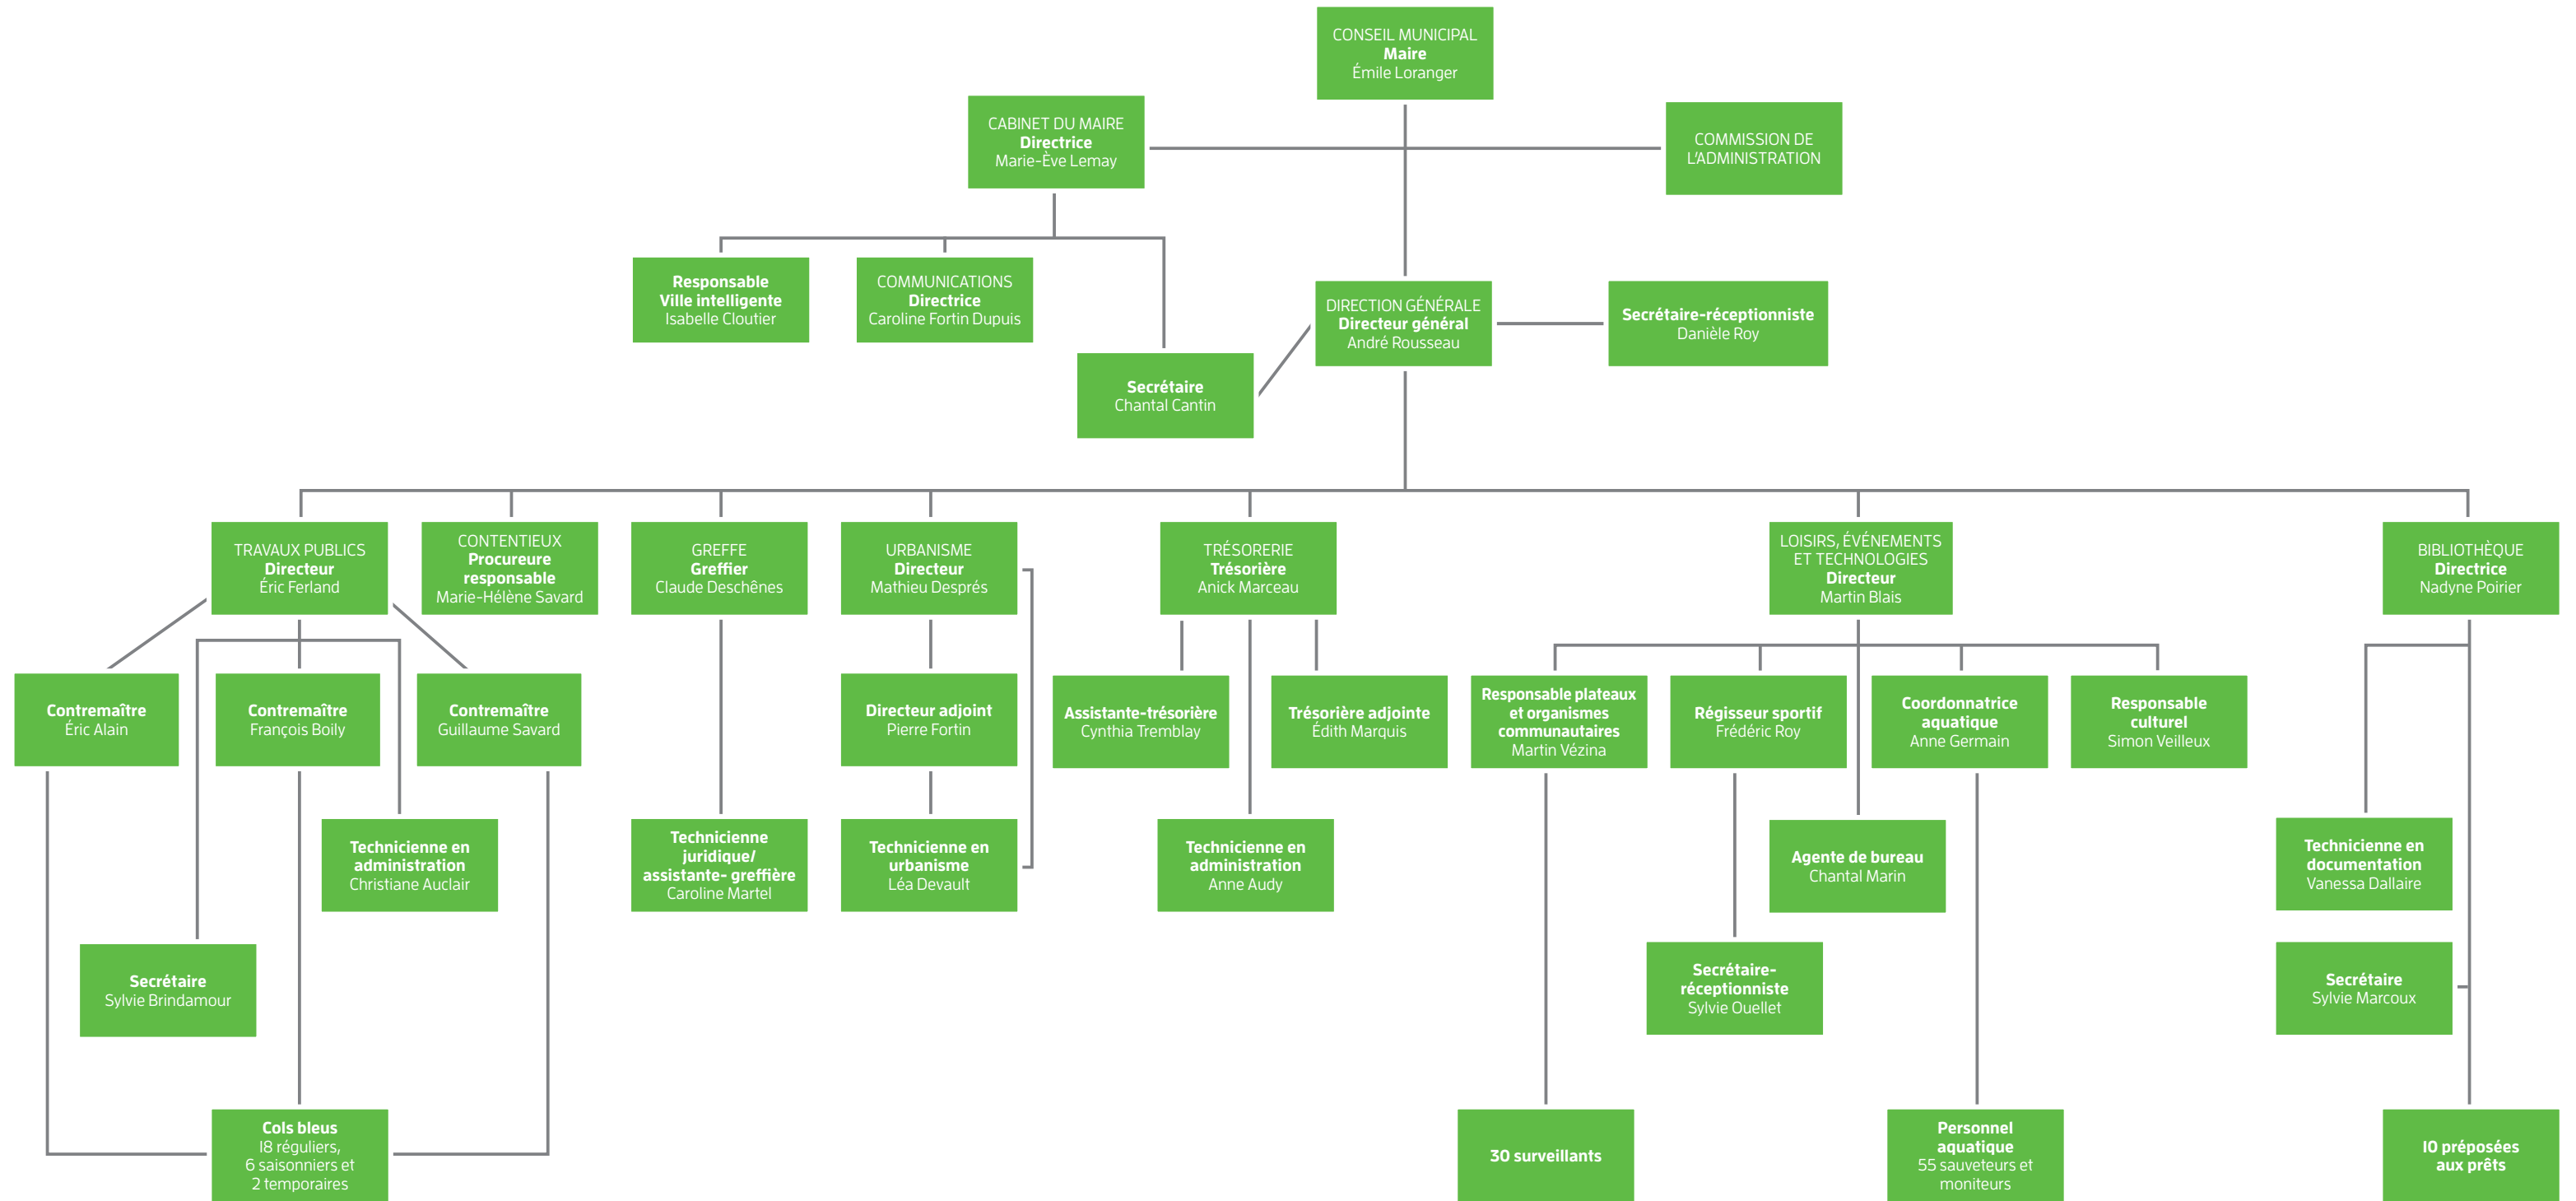 CONSEIL MUNICIPAL
Maire
Émile Loranger
CABINET DU MAIRE
Directrice
Marie-Ève Lemay
COMMISSION DE
L'ADMINISTRATION
Responsable
Ville intelligente
Isabelle Cloutier
COMMUNICATIONS
Directrice
Caroline Fortin Dupuis
Secrétaire
Chantal Cantin
DIRECTION GÉNÉRALE
Directeur général
André Rousseau
Secrétaire-réceptionniste
Danièle Roy
TRAVAUX PUBLICS
Directeur
Éric Ferland
CONTENTIEUX
Procureure
responsable
Marie-Hélène Savard
GREFFE
Greffier
Claude Deschênes
URBANISME
Directeur
Mathieu Després
TRÉSORERIE
Trésorière
Anick Marceau
LOISIRS, ÉVÉNEMENTS
ET TECHNOLOGIES
Directeur
Martin Blais
BIBLIOTHÈQUE
Directrice
Nadyne Poirier
Contremaître
Éric Alain
Contremaître
François Boily
Contremaître
Guillaume Savard
Directeur adjoint
Pierre Fortin
Assistante-trésorière
Cynthia Tremblay
Trésorière adjointe
Édith Marquis
Responsable plateaux
et organismes
communautaires
Martin Vézina
Régisseur sportif
Frédéric Roy
Coordonnatrice
aquatique
Anne Germain
Responsable
culturel
Simon Veilleux
Technicienne en
administration
Christiane Auclair
Technicienne
juridique/
assistante- greffière
Caroline Martel
Technicienne en
urbanisme
Léa Devault
Technicienne en
administration
Anne Audy
Agente de bureau
Chantal Marin
Technicienne en
documentation
Vanessa Dallaire
Secrétaire
Sylvie Brindamour
Secrétaire-
réceptionniste
Sylvie Ouellet
Secrétaire
Sylvie Marcoux
Cols bleus
18 réguliers,
6 saisonniers et
2 temporaires
30 surveillants
Personnel
aquatique
55 sauveteurs et
moniteurs
10 préposées
aux prêts